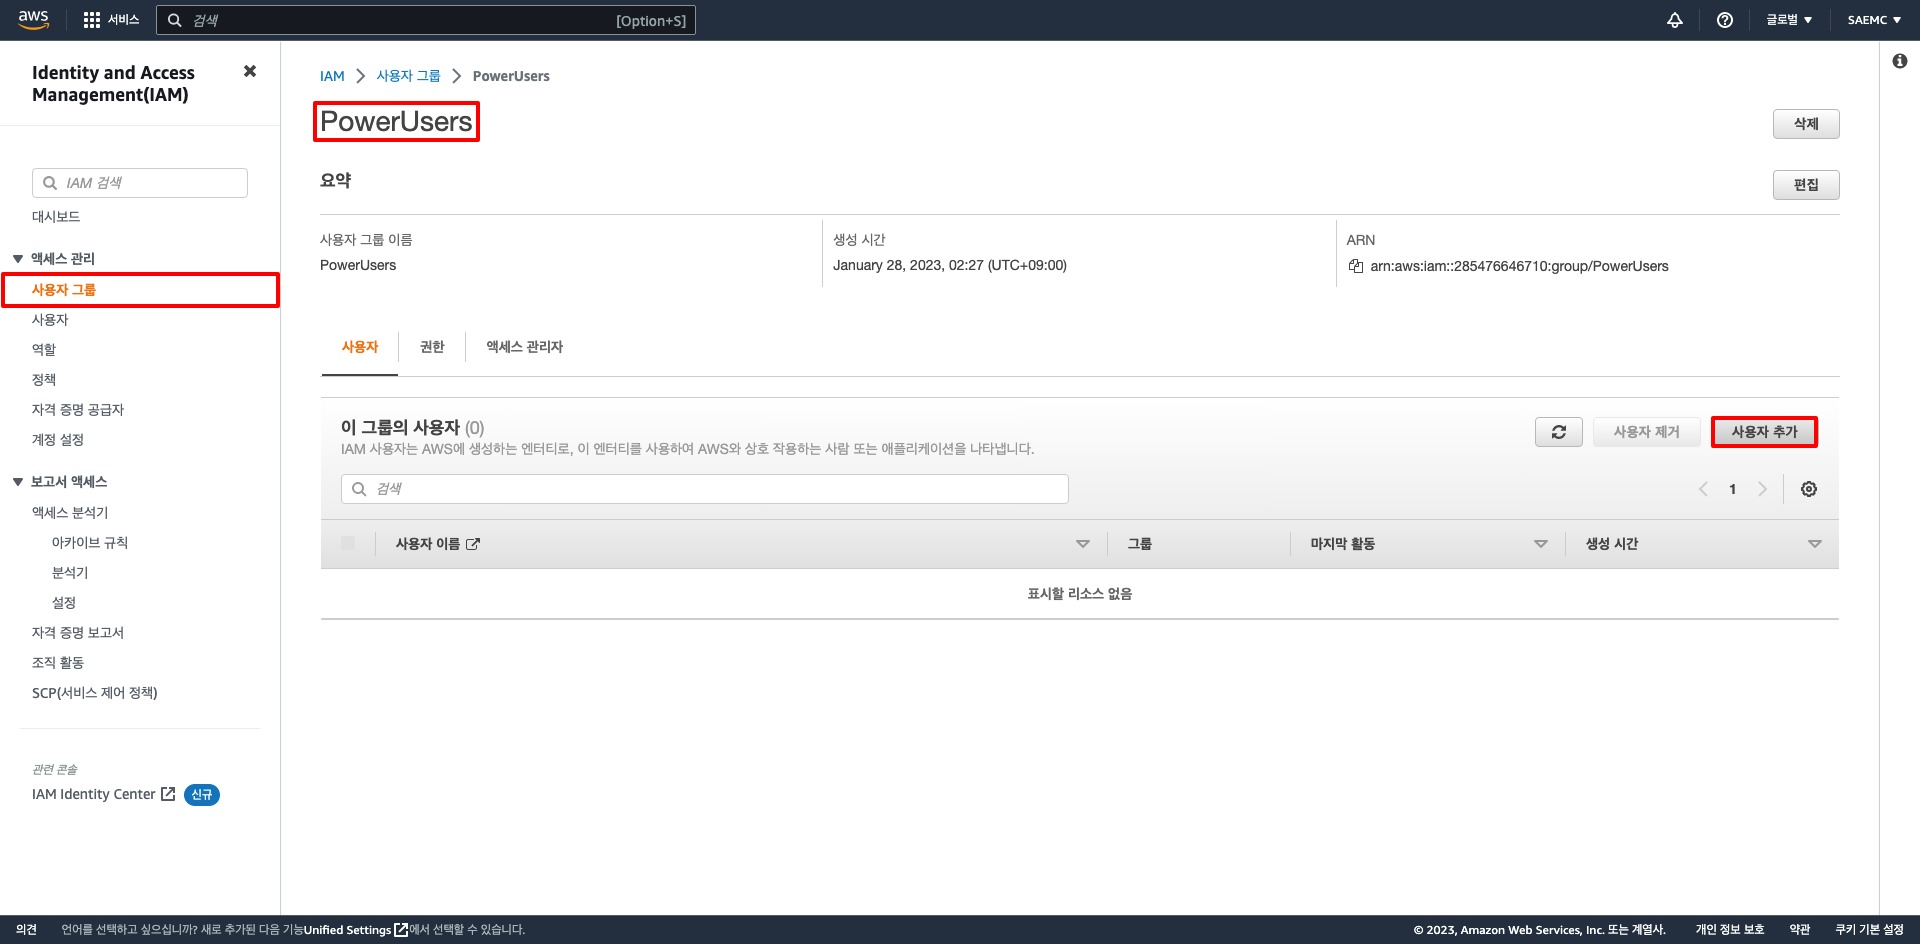 aws
서비스
검색
[Option+S]
글로벌 ▼
SAEMC ▼
Identity and Access
Management(IAM)
IAM 검색
대시보드
액세스 관리
사용자 그룹
사용자
역할
정책
자격 증명 공급자
계정 설정
보고서 액세스
액세스 분석기
아카이브 규칙
분석기
설정
자격 증명 보고서
조직 활동
SCP(서비스 제어 정책)
관련 콘솔
IAM Identity Center 신규
IAM > 사용자 그룹 > PowerUsers
PowerUsers
삭제
요약
편집
사용자 그룹 이름
PowerUsers
생성 시간
January 28, 2023, 02:27 (UTC+09:00)
ARN
arn:aws:iam::285476646710:group/PowerUsers
사용자
권한
액세스 관리자
이 그룹의 사용자 (0)
IAM 사용자는 AWS에 생성하는 엔터티로, 이 엔터티를 사용하여 AWS와 상호 작용하는 사람 또는 애플리케이션을 나타냅니다.
사용자 제거
사용자 추가
검색
1
사용자 이름
그룹
마지막 활동
생성 시간
표시할 리소스 없음
의견
언어를 선택하고 싶으십니까? 새로 추가된 다음 기능Unified Settings에서 선택할 수 있습니다.
© 2023, Amazon Web Services, Inc. 또는 계열사.
개인 정보 보호
약관
쿠키 기본 설정